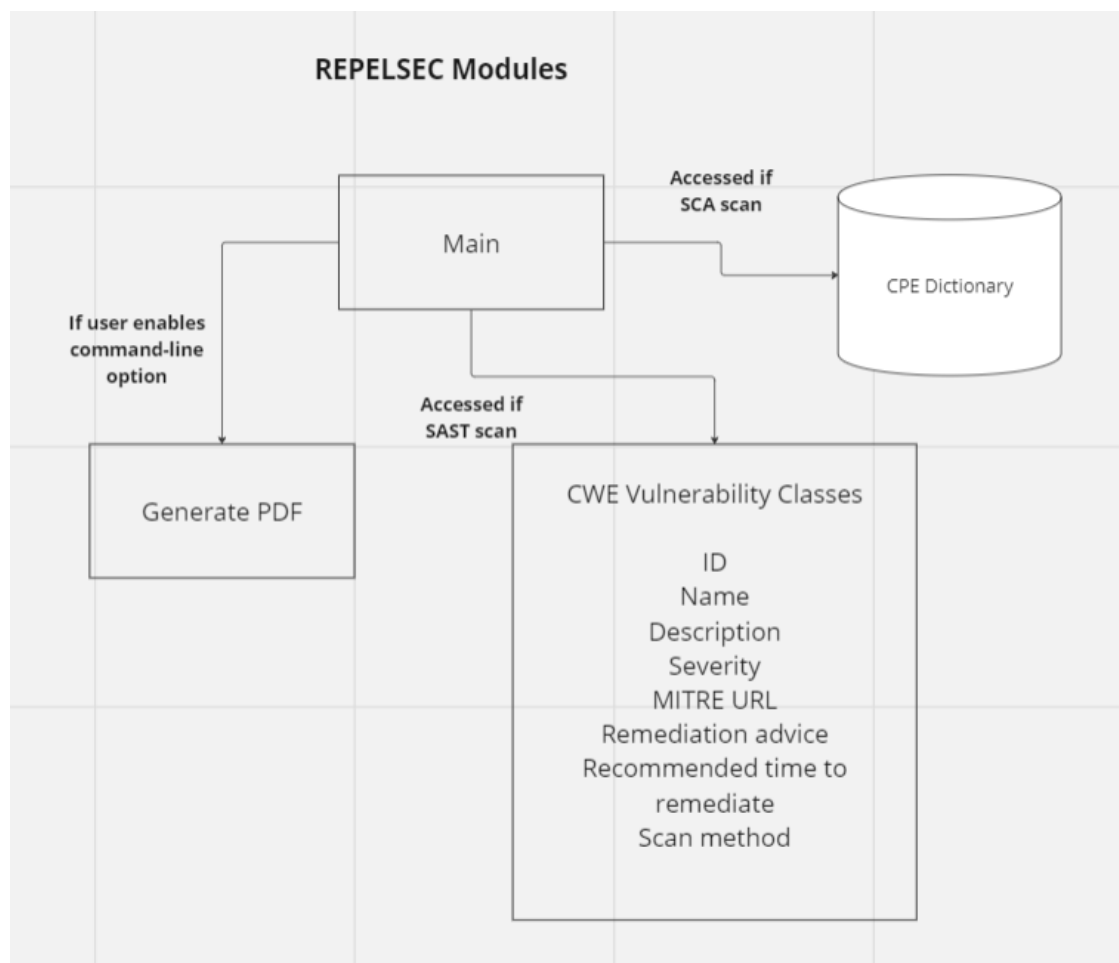 REPELSEC Modules
Accessed if
SCA scan
Main
CPE Dictionary
If user enables
command-line
option
Accessed if
SAST scan
Generate PDF
CWE Vulnerability Classes
ID
Name
Description
Severity
MITRE URL
Remediation advice
Recommended time to
remediate
Scan method